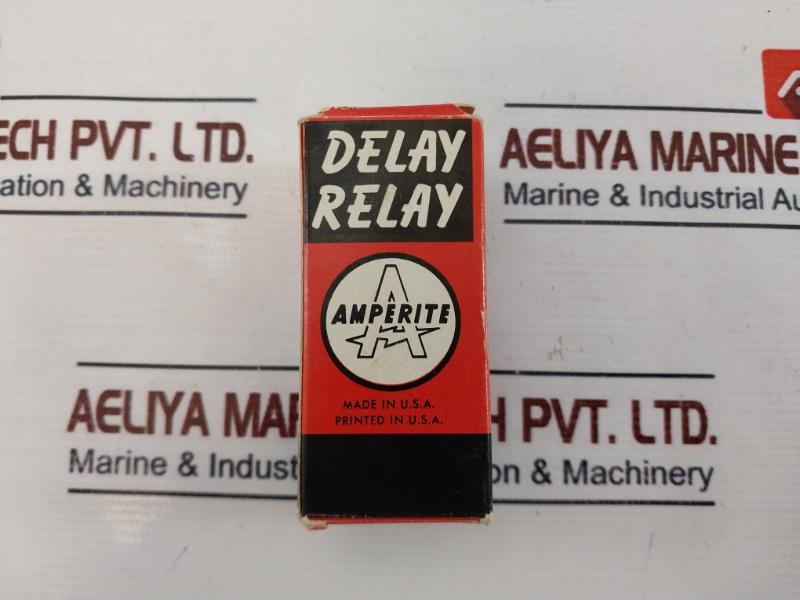 ECH PVT. LTD.
ation & Machinery
AELIYA MARINE
Marine & Industrial Au
DELAY
RELAY
AMPERITE
MADE IN U.S.A.
PRINTED IN U.S.A.
AELIYA MAR
H PVT. LTD.
Marine & Indust
on & Machinery